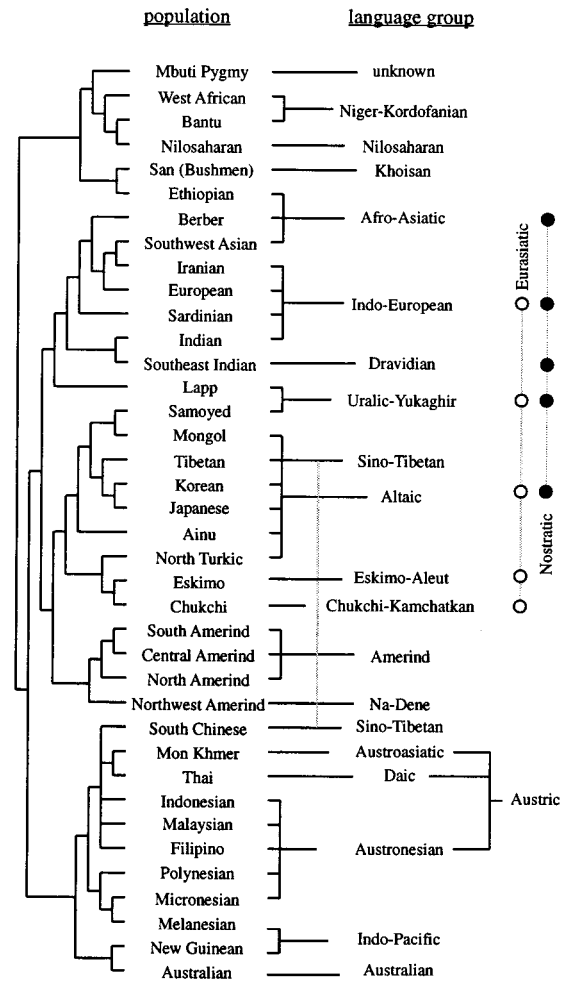 population language group
Mbuti Pygmy unknown
West African
Niger-Kordofanian
Bantu
Nilosaharan Nilosaharan
San (Bushmen) Khoisan
Ethiopian
Berber Afro-Asiatic
Southwest Asian
Eurasiatic
Iranian
European
Indo-European
Sardinian
Indian
Southeast Indian Dravidian
Lapp
Uralic-Yukaghir
Samoyed
Mongol
Tibetan Sino-Tibetan
Korean
Altaic
Japanese
Ainu
Nostratic
North Turkic
Eskimo Eskimo-Aleut
Chukchi Chukchi-Kamchatkan
South Amerind
Central Amerind Amerind
North Amerind
Northwest Amerind Na-Dene
South Chinese Sino-Tibetan
Mon Khmer Austroasiatic
Thai Daic
Indonesian Austric
Malaysian
Filipino Austronesian
Polynesian
Micronesian
Melanesian
Indo-Pacific
New Guinean
Australian Australian